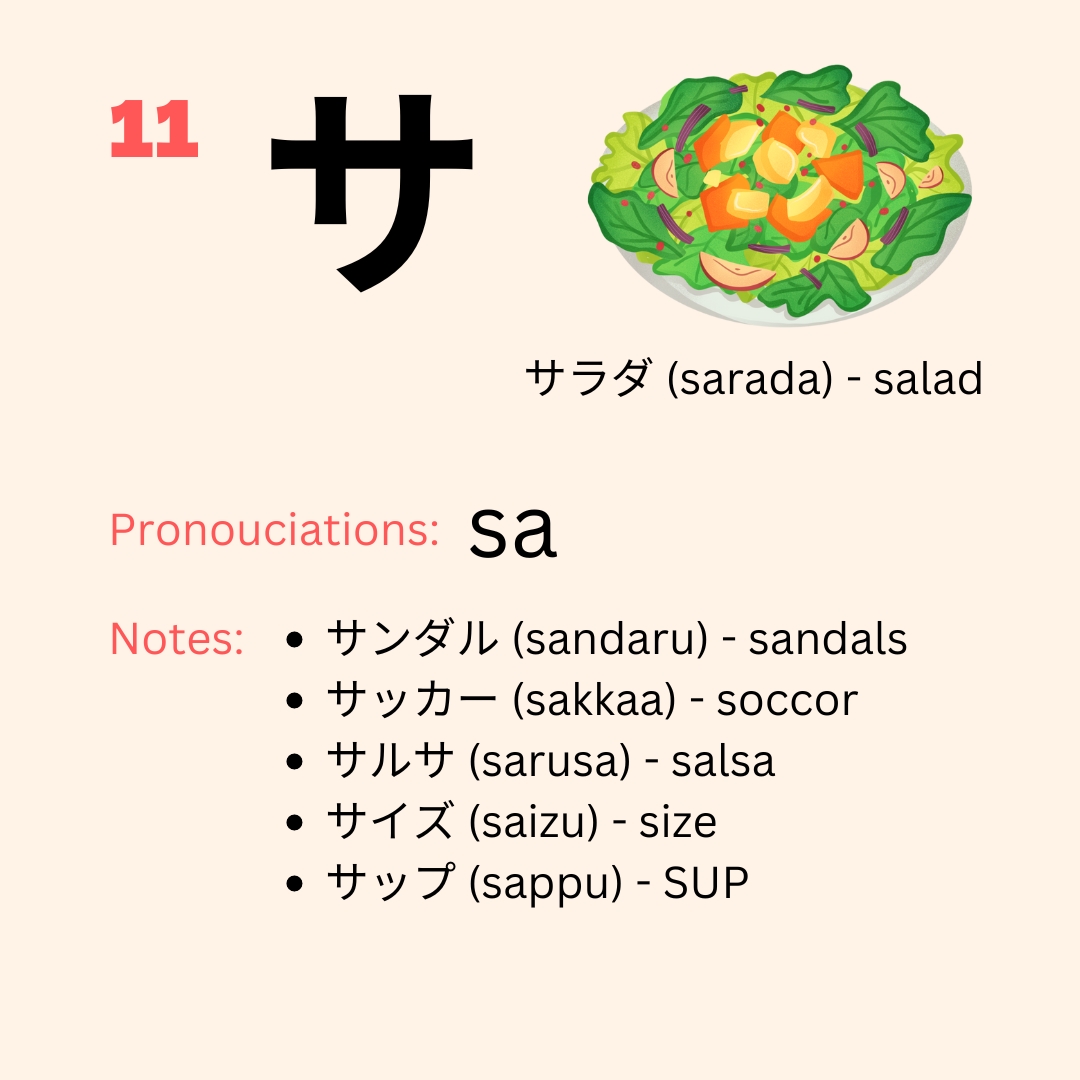 11
サ
サラダ (sarada) - salad
Pronouciations: sa
Notes:
• サンダル (sandaru) - sandals
• サッカー (sakkaa) - soccor
• サルサ (sarusa) - salsa
• サイズ (saizu) - size
• サップ (sappu) - SUP